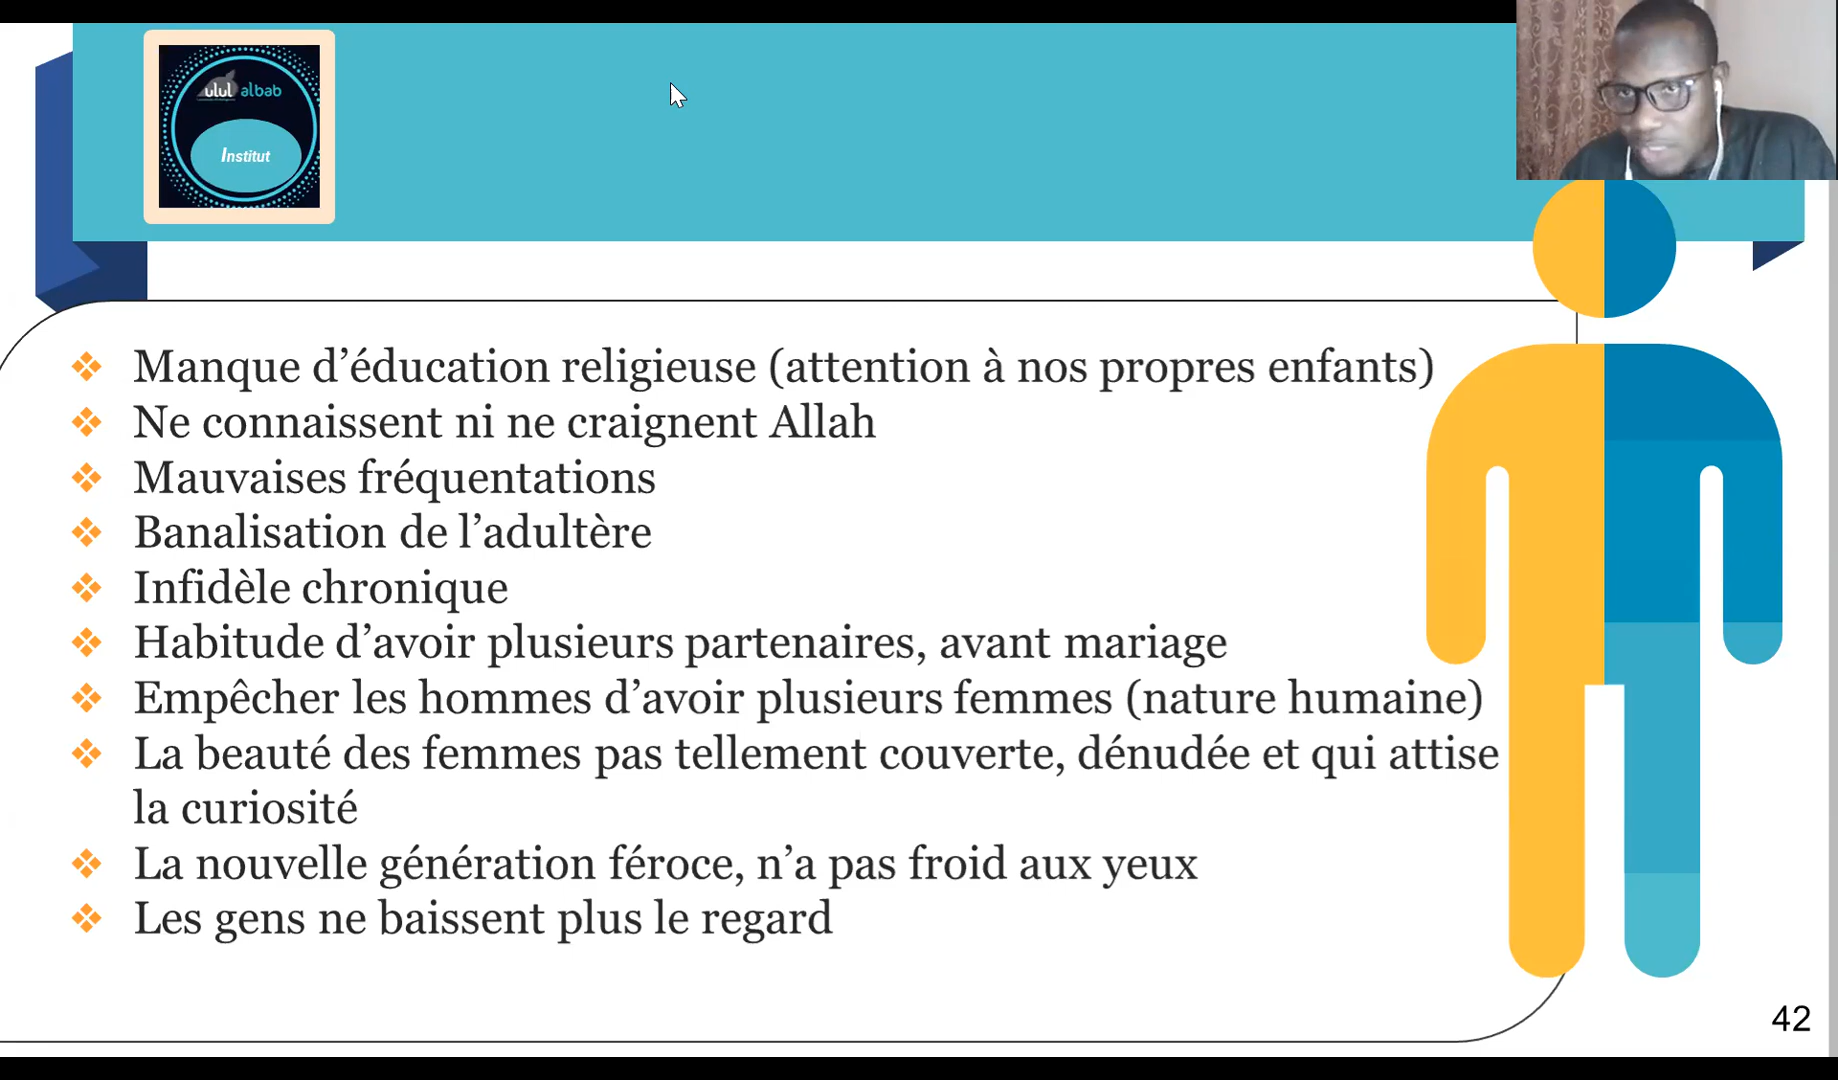 ulul albab
Institut
Manque d’éducation religieuse (attention à nos propres enfants)
Ne connaissent ni ne craignent Allah
Mauvaises fréquentations
Banalisation de l’adultère
Infidèle chronique
Habitude d’avoir plusieurs partenaires, avant mariage
Empêcher les hommes d’avoir plusieurs femmes (nature humaine)
La beauté des femmes pas tellement couverte, dénudée et qui attise
la curiosité
La nouvelle génération féroce, n’a pas froid aux yeux
Les gens ne baissent plus le regard
42